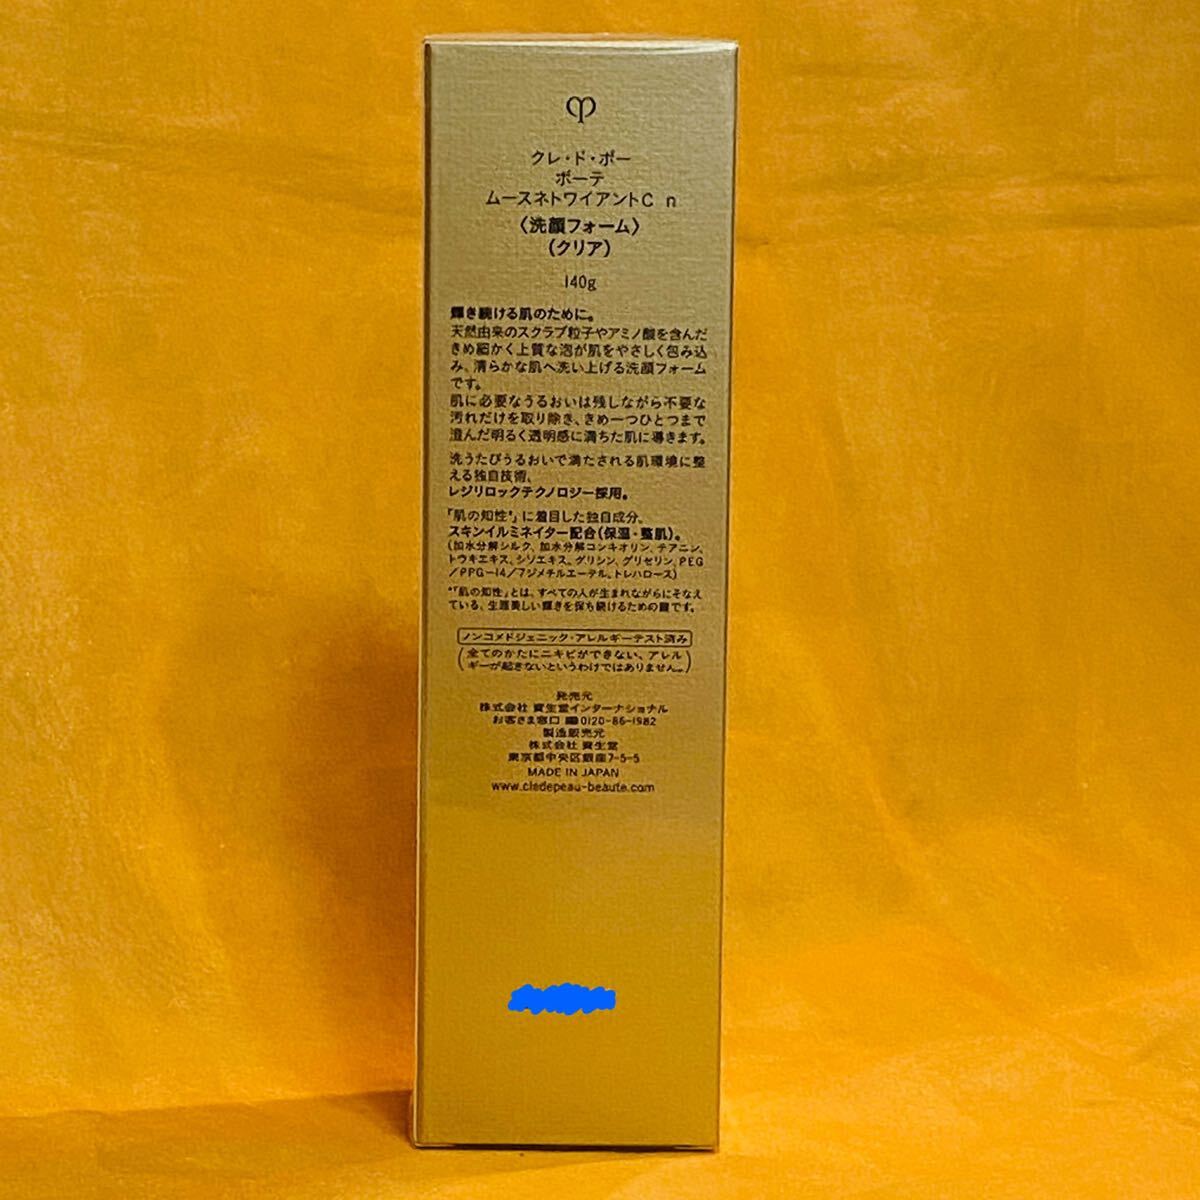 クレ・ド・ポー
ボーテ
ムースネトワイアントC n
〈洗顔フォーム〉
(クリア)
140g
輝き続ける肌のために。
天然由来のスクラブ粒子やアミノ酸を含んだ
きめ細かく上質な泡が肌をやさしく包み込
み、清らかな肌へ洗い上げる洗顔フォーム
です。
肌に必要なうるおいは残しながら不要な
汚れだけを取り除き、きめ一つひとつまで
澄んだ明るく透明感に満ちた肌に導きます。
洗うたびうるおいで満たされる肌環境に整
える独自技術、
レジリロックテクノロジー採用。
「肌の知性*」に着目した独自成分、
スキンイルミネイター配合(保湿・整肌)。
(加水分解シルク、加水分解コンキオリン、テアニン、
トウキエキス、シソエキス、グリシン、グリセリン、PEG
/PPG-14/7ジメチルエーテル、トレハロース)
*「肌の知性」とは、すべての人が生まれながらにそなえ
ている、生涯美しい輝きを保ち続けるための鍵です。
ノンコメドジェニック・アレルギーテスト済み
(全てのかたにニキビができない、アレル
ギーが起きないというわけではありません。)
発売元
株式会社 資生堂インターナショナル
お客さま窓口 0120-86-1982
製造販売元
株式会社 資生堂
東京都中央区銀座7-5-5
MADE IN JAPAN
www.cledepeau-beaute.com